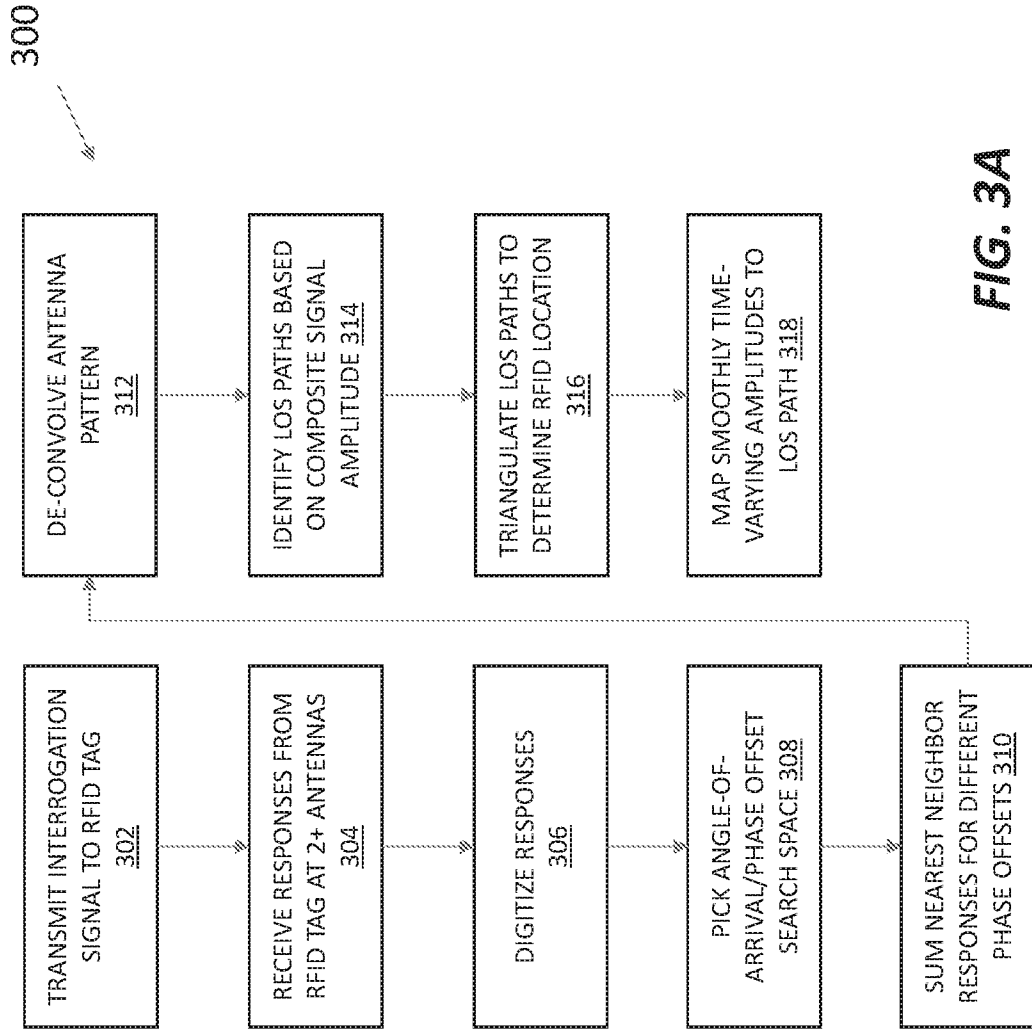 300
TRANSMIT INTERROGATION
SIGNAL TO RFID TAG
302
RECEIVE RESPONSES FROM
RFID TAG AT 2+ ANTENNAS
304
DIGITIZE RESPONSES
306
PICK ANGLE-OF-
ARRIVAL/PHASE OFFSET
SEARCH SPACE 308
SUM NEAREST NEIGHBOR
RESPONSES FOR DIFFERENT
PHASE OFFSETS 310
DE-CONVOLVE ANTENNA
PATTERN
312
IDENTIFY LOS PATHS BASED
ON COMPOSITE SIGNAL
AMPLITUDE 314
TRIANGULATE LOS PATHS TO
DETERMINE RFID LOCATION
316
MAP SMOOTHLY TIME-
VARYING AMPLITUDES TO
LOS PATH 318
FIG. 3A